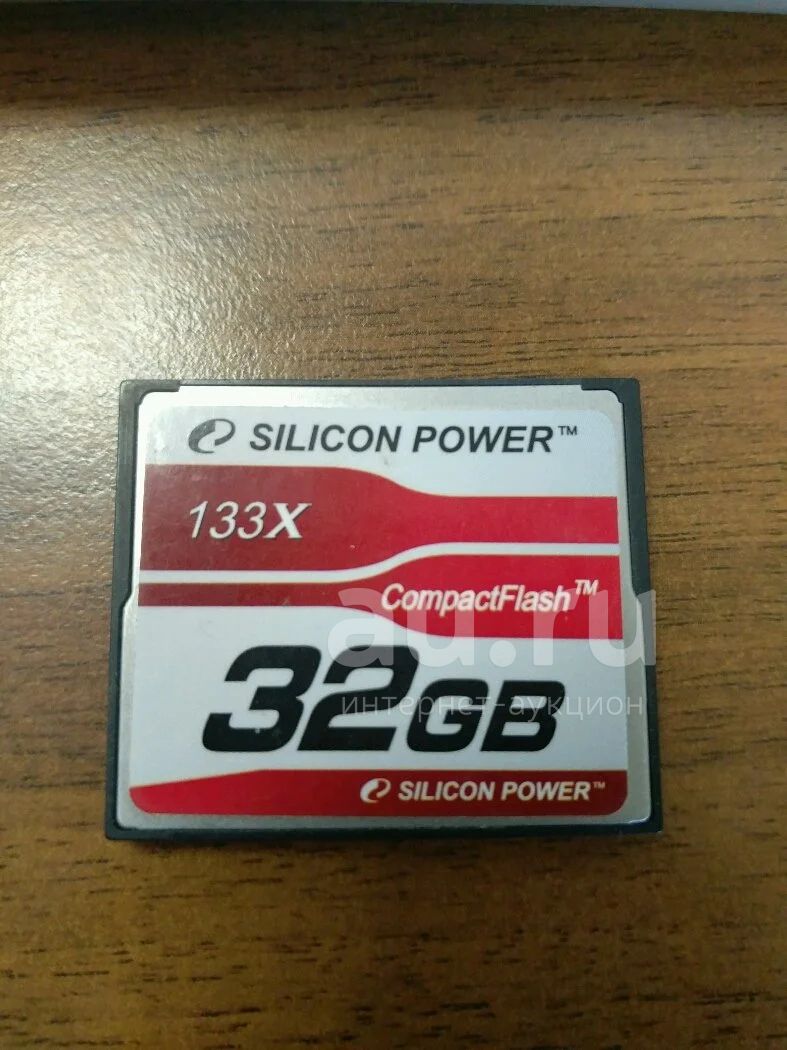 SILICON POWER™
133X
CompactFlash™
au.ru
32GB
интернет-аукцион
SILICON POWER™